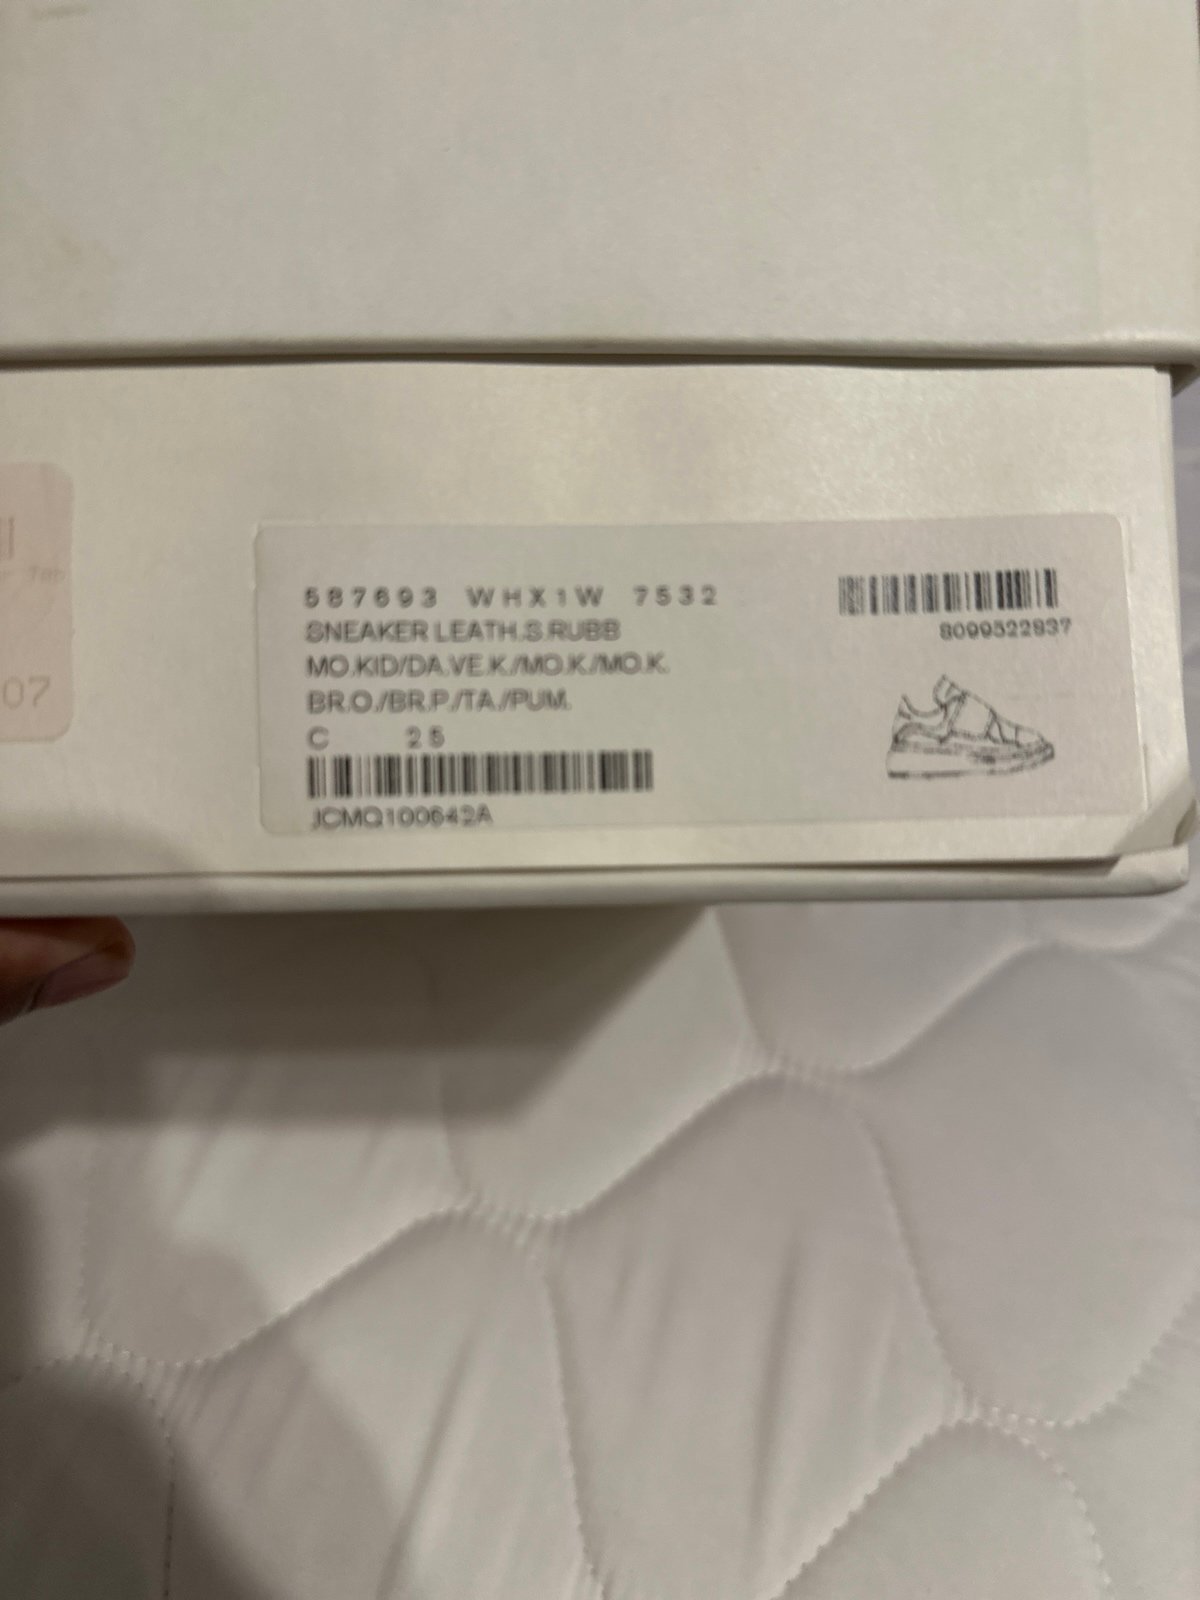 07
587693 WHX1W 7532
SNEAKER LEATH.S.RUBB
MO.KID/DA.VE.K./MO.K./MO.K.
BR.O./BR.P./TA./PUM.
C 25
JCMQ100642A
8099522937